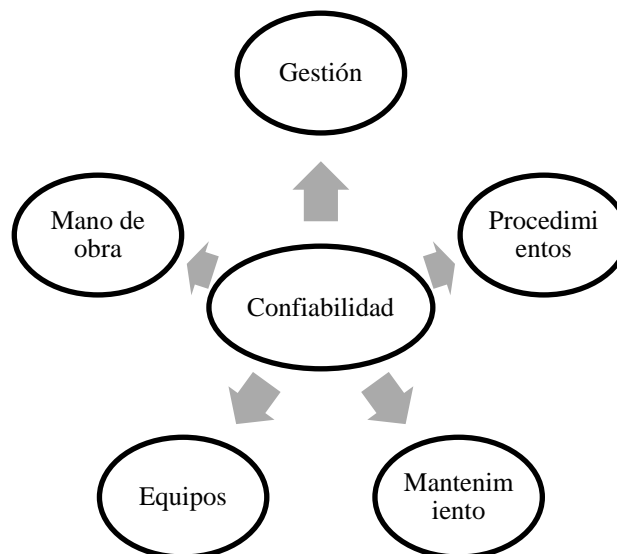 Gestión
Mano de
obra
Procedimi
entos
Confiabilidad
Equipos
Mantenim
iento